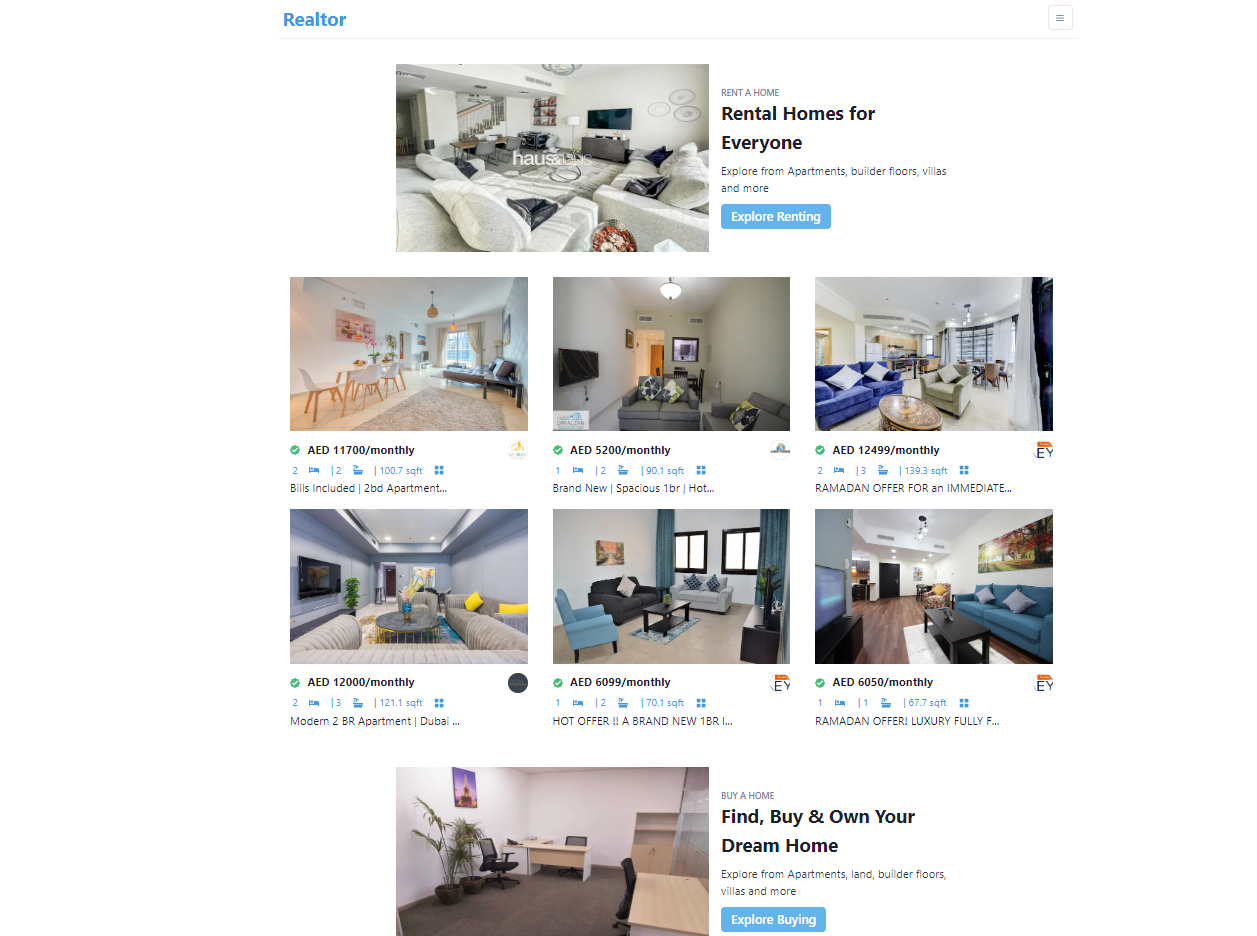 Realtor
haus&haus
RENT A HOME
Rental Homes for
Everyone
Explore from Apartments, builder floors, villas
and more
Explore Renting
AED 11700/monthly
2 | 2 | 100.7 sqft
Bills Included | 2bd Apartment...
AED 5200/monthly
1 | 2 | 90.1 sqft
Brand New | Spacious 1br | Hot...
AED 12499/monthly
EY
2 | 3 | 139.3 sqft
RAMADAN OFFER FOR an IMMEDIATE...
AED 12000/monthly
2 | 3 | 121.1 sqft
Modern 2 BR Apartment | Dubai ...
AED 6099/monthly
EY
1 | 2 | 70.1 sqft
HOT OFFER !! A BRAND NEW 1BR I...
AED 6050/monthly
EY
1 | 1 | 67.7 sqft
RAMADAN OFFER! LUXURY FULLY F...
BUY A HOME
Find, Buy & Own Your
Dream Home
Explore from Apartments, land, builder floors,
villas and more
Explore Buying